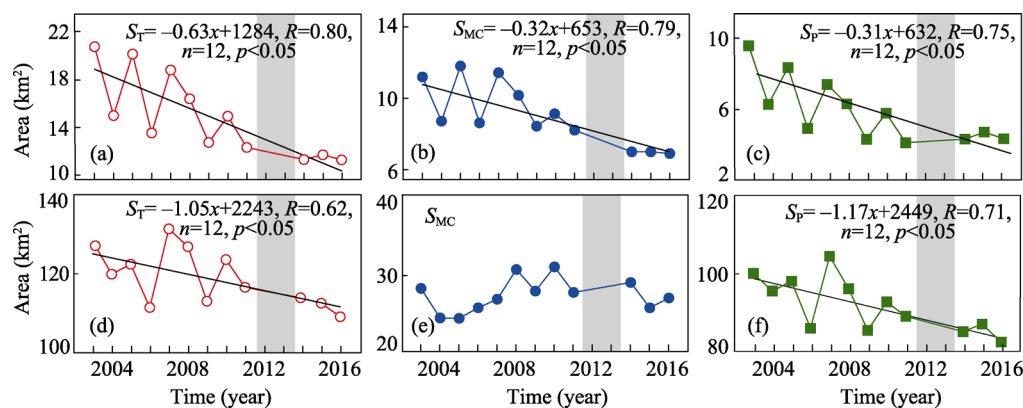 S_T= –0.63x+1284, R=0.80,
n=12, p<0.05
22
18
14
10
Area (km²)
(a)
S_MC= –0.32x+653, R=0.79,
n=12, p<0.05
14
10
6
(b)
S_P= –0.31x+632, R=0.75,
n=12, p<0.05
10
6
2
(c)
S_T= –1.05x+2243, R=0.62,
n=12, p<0.05
140
120
100
Area (km²)
(d)
2004 2008 2012 2016
Time (year)
S_MC
40
30
20
(e)
2004 2008 2012 2016
Time (year)
S_P= –1.17x+2449, R=0.71,
n=12, p<0.05
120
100
80
(f)
2004 2008 2012 2016
Time (year)